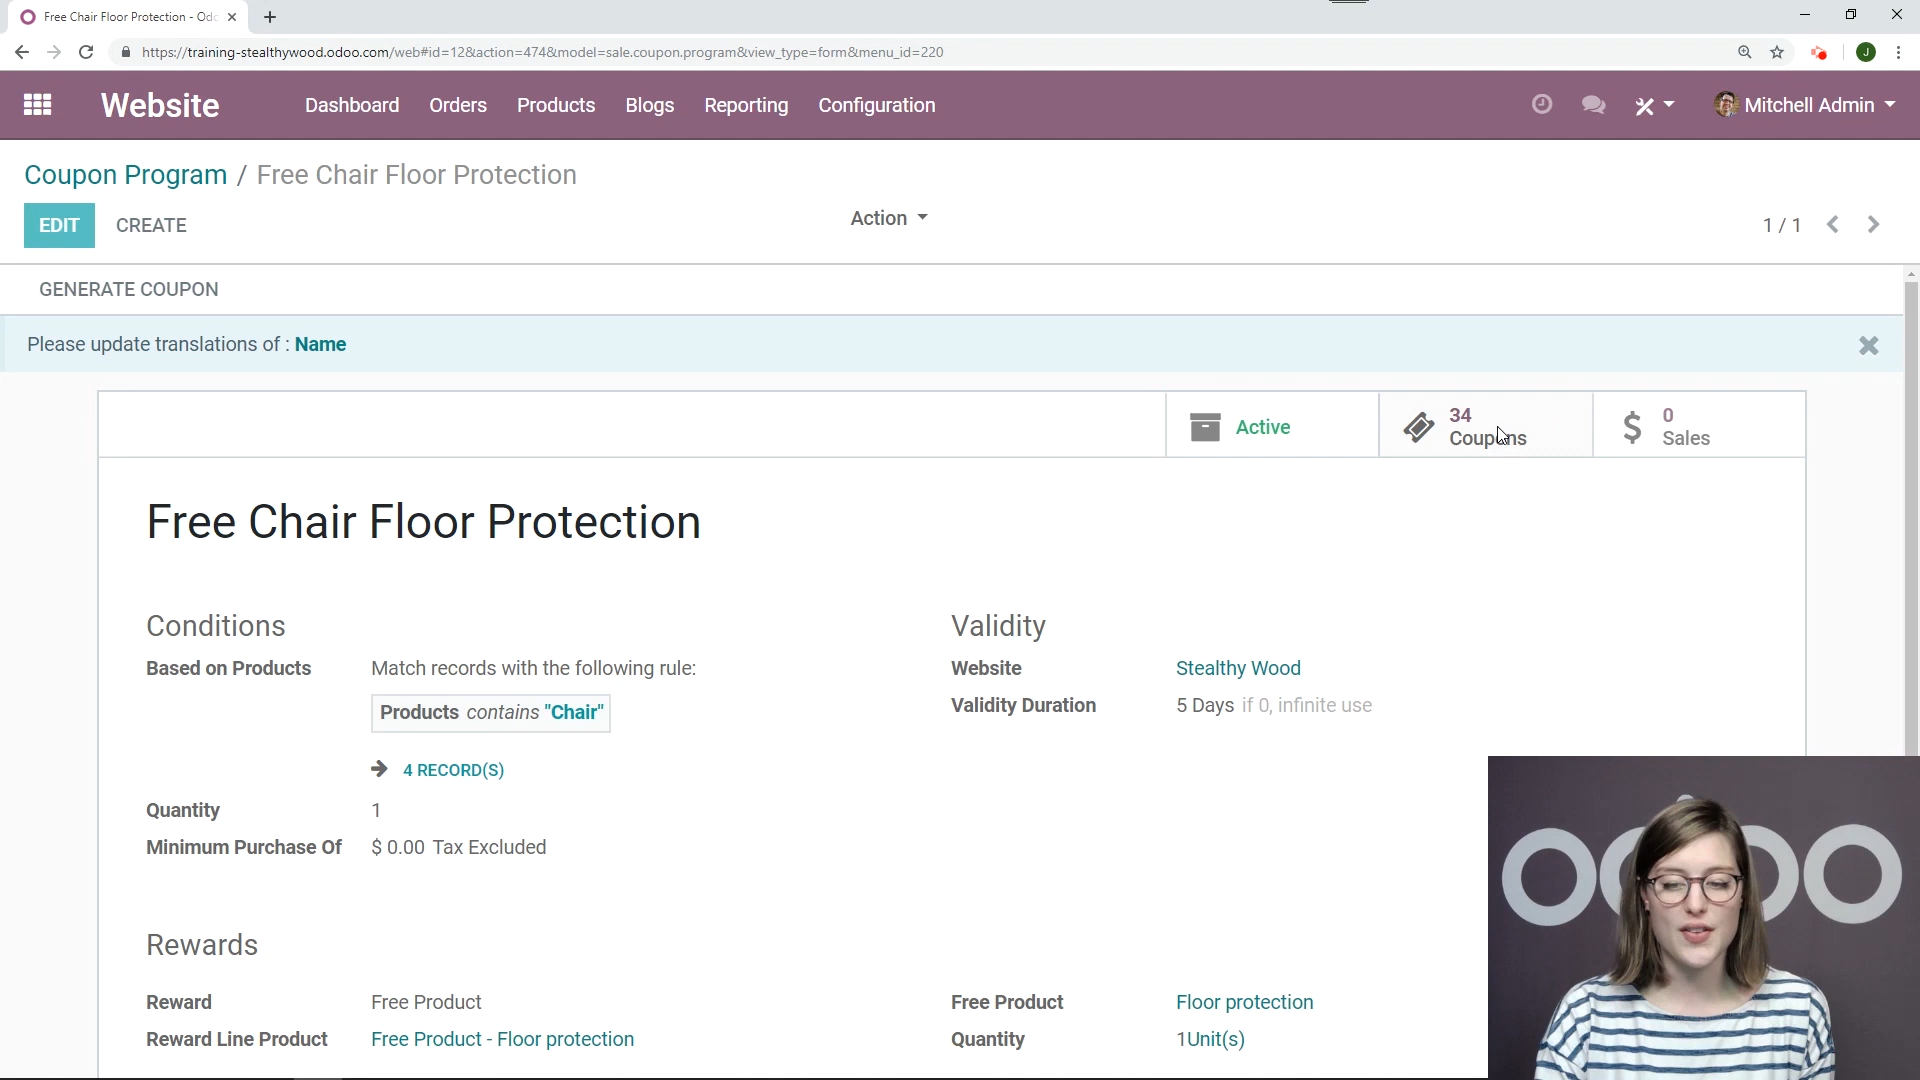 Free Chair Floor Protection - Odo
https://training-stealthywood.odoo.com/web#id=12&action=474&model=sale.coupon.program&view_type=form&menu_id=220
J
Website
Dashboard
Orders
Products
Blogs
Reporting
Configuration
Mitchell Admin
Coupon Program / Free Chair Floor Protection
EDIT
CREATE
Action
1 / 1
GENERATE COUPON
Please update translations of : Name
Active
34
Coupons
0
Sales
Free Chair Floor Protection
Conditions
Based on Products
Match records with the following rule:
Products contains "Chair"
4 RECORD(S)
Quantity
1
Minimum Purchase Of
$ 0.00 Tax Excluded
Validity
Website
Stealthy Wood
Validity Duration
5 Days if 0, infinite use
Rewards
Reward
Free Product
Reward Line Product
Free Product - Floor protection
Free Product
Floor protection
Quantity
1Unit(s)
odoo